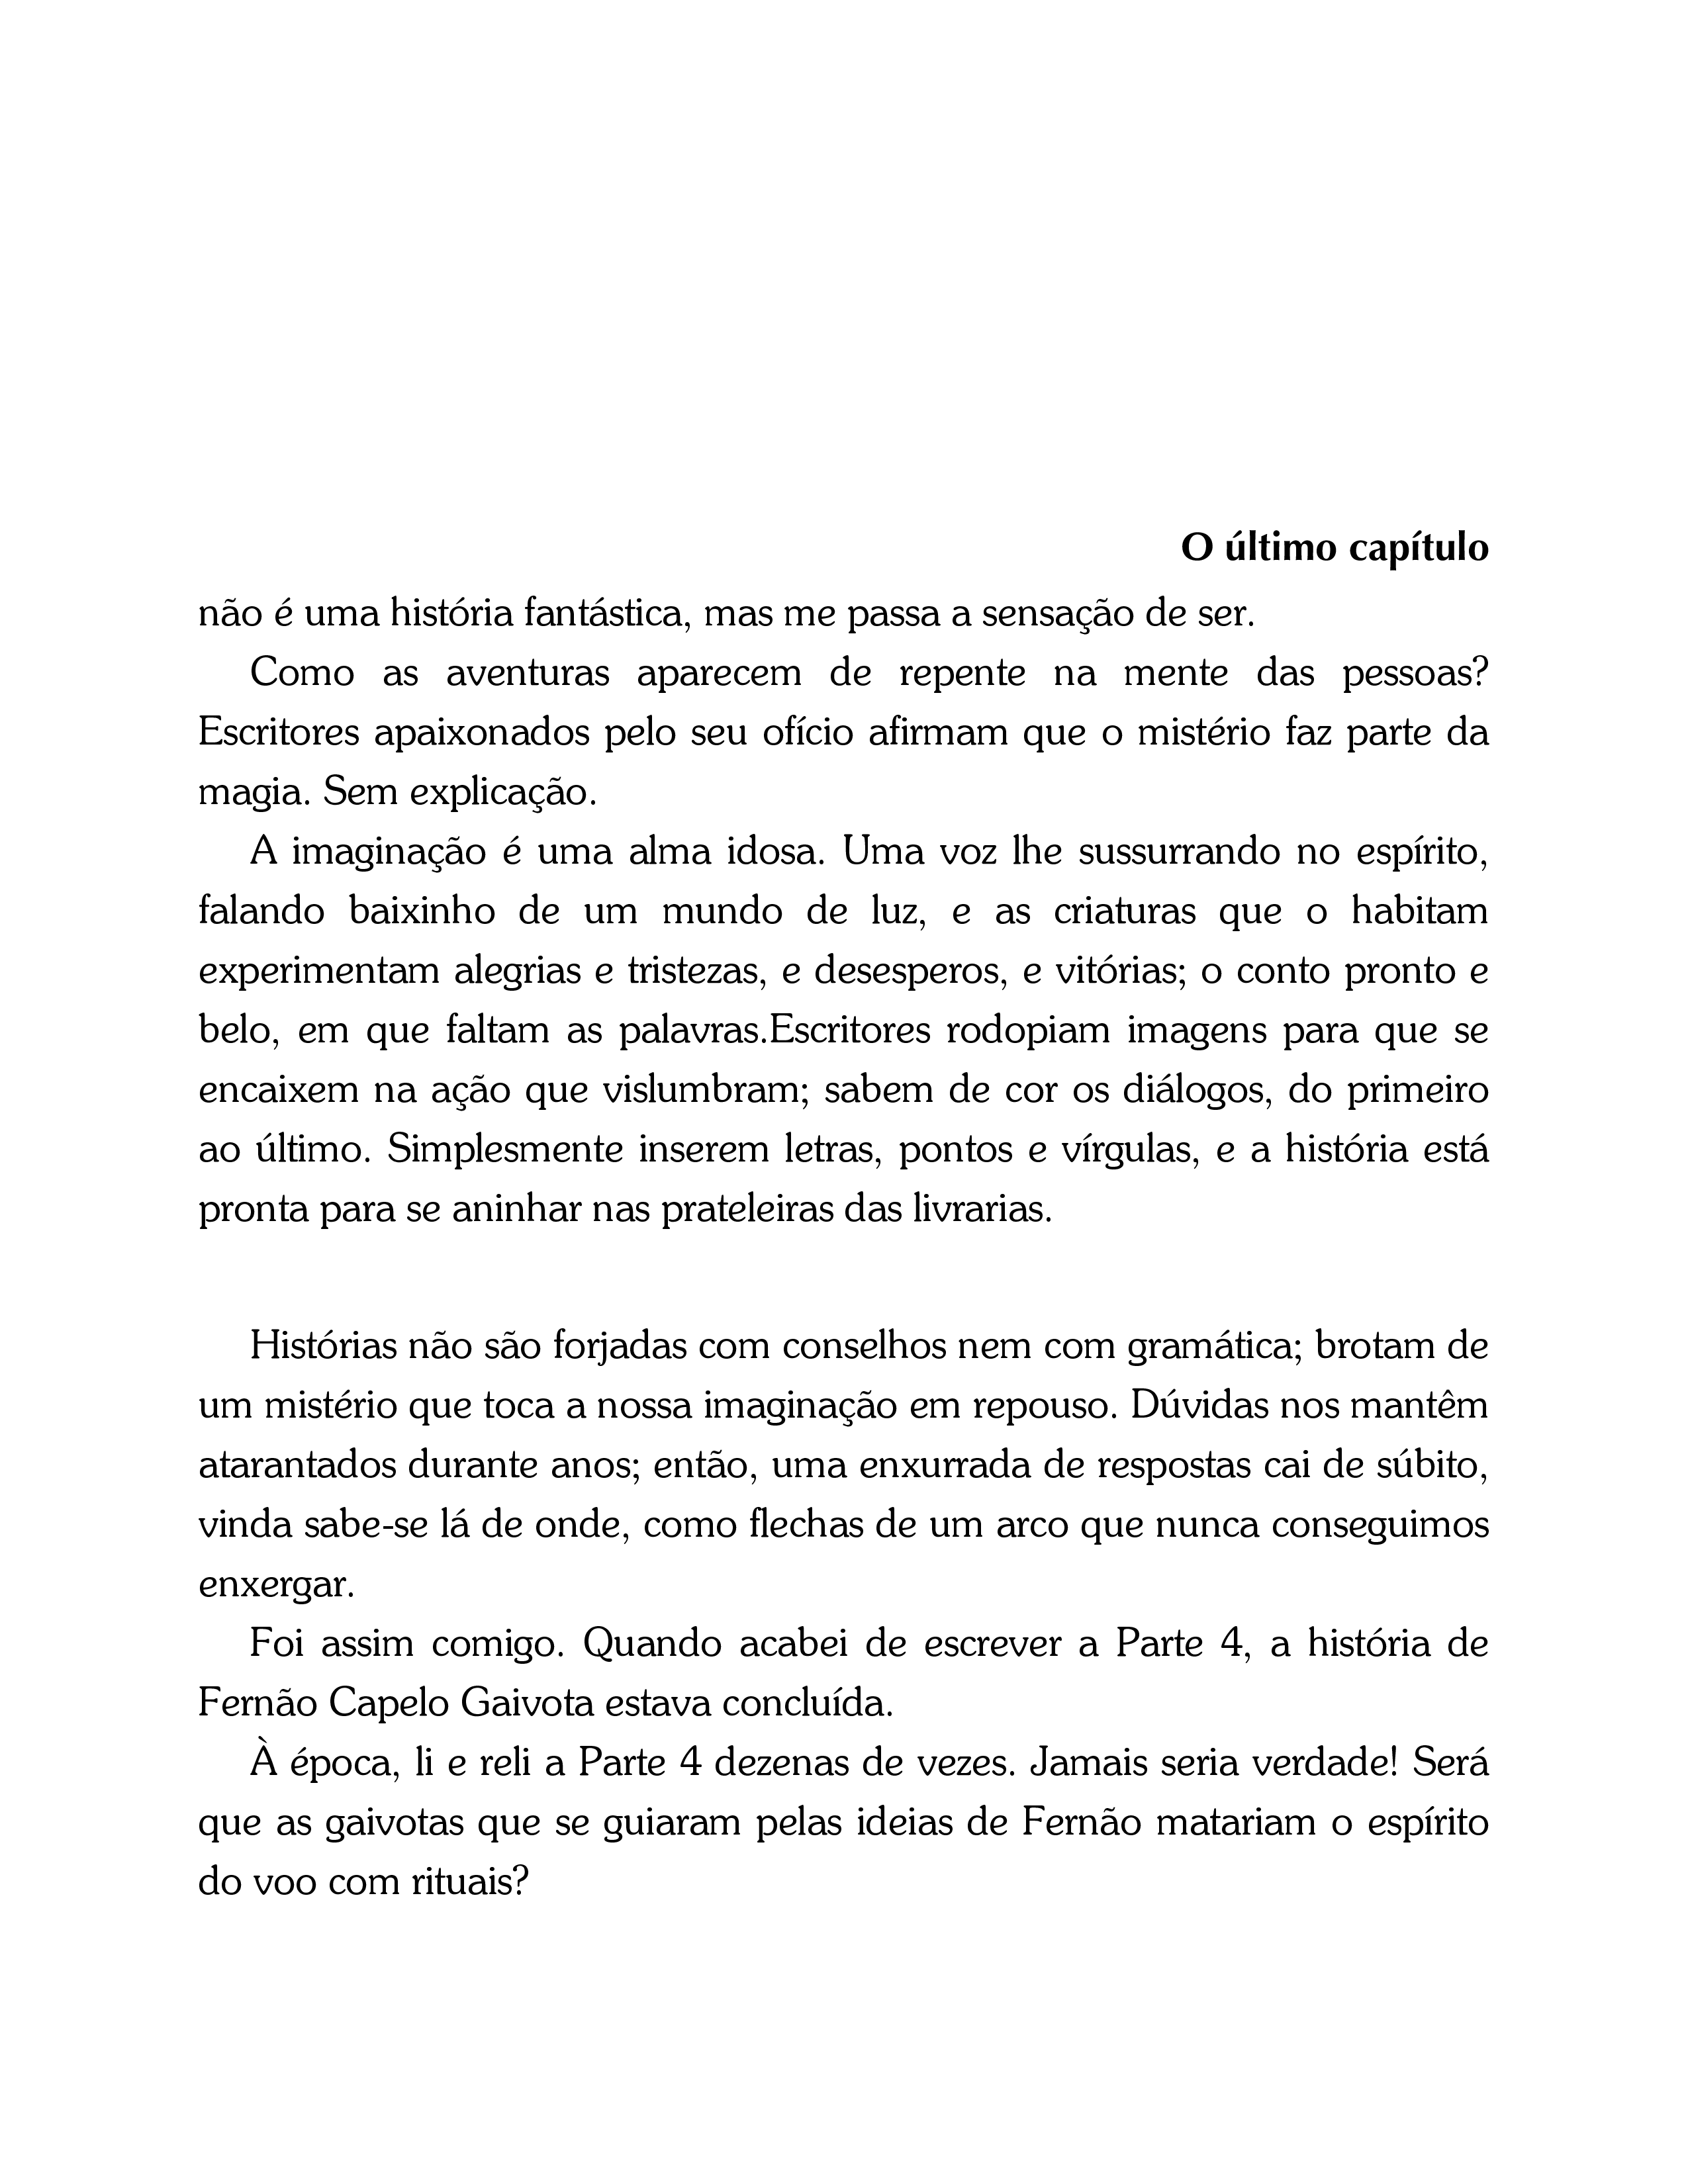 O último capítulo
não é uma história fantástica, mas me passa a sensação de ser.
Como as aventuras aparecem de repente na mente das pessoas?
Escritores apaixonados pelo seu ofício afirmam que o mistério faz parte da
magia. Sem explicação.
A imaginação é uma alma idosa. Uma voz lhe sussurrando no espírito,
falando baixinho de um mundo de luz, e as criaturas que o habitam
experimentam alegrias e tristezas, e desesperos, e vitórias; o conto pronto e
belo, em que faltam as palavras.Escritores rodopiam imagens para que se
encaixem na ação que vislumbram; sabem de cor os diálogos, do primeiro
ao último. Simplesmente inserem letras, pontos e vírgulas, e a história está
pronta para se aninhar nas prateleiras das livrarias.
Histórias não são forjadas com conselhos nem com gramática; brotam de
um mistério que toca a nossa imaginação em repouso. Dúvidas nos mantêm
atarantados durante anos; então, uma enxurrada de respostas cai de súbito,
vinda sabe-se lá de onde, como flechas de um arco que nunca conseguimos
enxergar.
Foi assim comigo. Quando acabei de escrever a Parte 4, a história de
Fernão Capelo Gaivota estava concluída.
À época, li e reli a Parte 4 dezenas de vezes. Jamais seria verdade! Será
que as gaivotas que se guiaram pelas ideias de Fernão matariam o espírito
do voo com rituais?